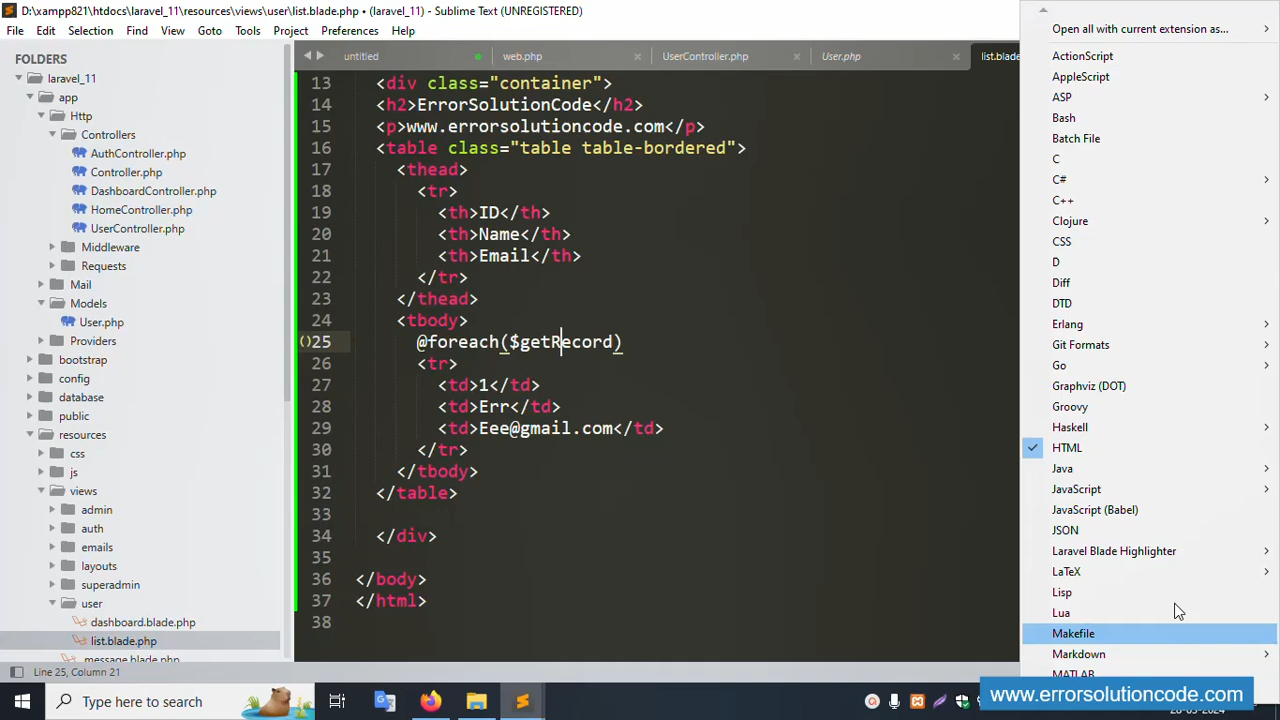 D:\xampp821\htdocs\laravel_11\resources\views\user\list.blade.php • (laravel_11) - Sublime Text (UNREGISTERED)
File Edit Selection Find View Goto Tools Project Preferences Help
FOLDERS
laravel_11
app
Http
Controllers
AuthController.php
Controller.php
DashboardController.php
HomeController.php
UserController.php
Middleware
Requests
Mail
Models
User.php
Providers
bootstrap
config
database
public
resources
css
js
views
admin
auth
emails
layouts
superadmin
user
dashboard.blade.php
list.blade.php
message.blade.php
untitled web.php UserController.php User.php list.blade
13 <div class="container">
14 <h2>ErrorSolutionCode</h2>
15 <p>www.errorsolutioncode.com</p>
16 <table class="table table-bordered">
17 <thead>
18 <tr>
19 <th>ID</th>
20 <th>Name</th>
21 <th>Email</th>
22 </tr>
23 </thead>
24 <tbody>
25 @foreach($getRecord)
26 <tr>
27 <td>1</td>
28 <td>Err</td>
29 <td>Eee@gmail.com</td>
30 </tr>
31 </tbody>
32 </table>
33
34 </div>
35
36 </body>
37 </html>
38
Open all with current extension as...
ActionScript
AppleScript
ASP
Bash
Batch File
C
C#
C++
Clojure
CSS
D
Diff
DTD
Erlang
Git Formats
Go
Graphviz (DOT)
Groovy
Haskell
HTML
Java
JavaScript
JavaScript (Babel)
JSON
Laravel Blade Highlighter
LaTeX
Lisp
Lua
Makefile
Markdown
MATLAB
Line 25, Column 21
Type here to search
www.errorsolutioncode.com